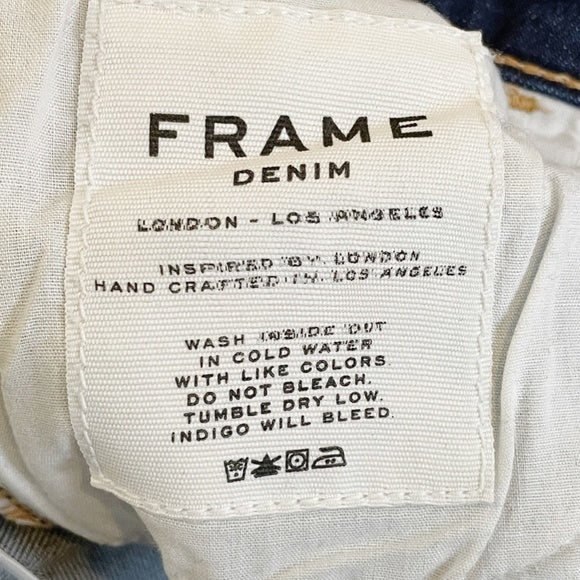 FRAME
DENIM
LONDON - LOS ANGELES
INSPIRED BY LONDON
HAND CRAFTED IN LOS ANGELES
WASH INSIDE OUT
IN COLD WATER
WITH LIKE COLORS.
DO NOT BLEACH.
TUMBLE DRY LOW.
INDIGO WILL BLEED.